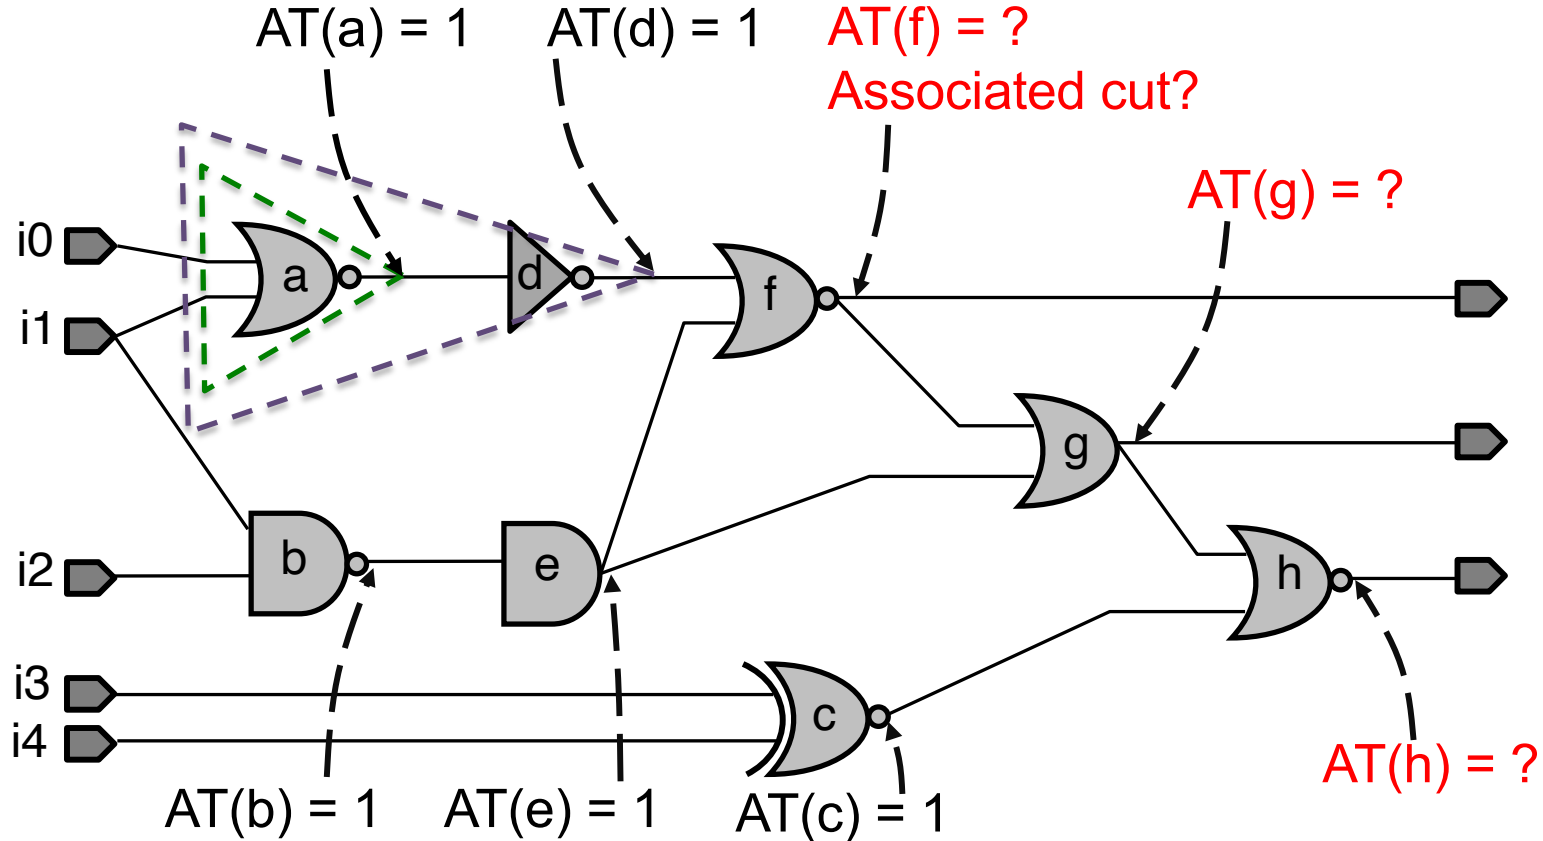 AT(a) = 1
AT(d) = 1
AT(f) = ?
Associated cut?
AT(g) = ?
i0
a
d
f
i1
g
i2
b
e
h
i3
c
i4
AT(h) = ?
AT(b) = 1
AT(e) = 1
AT(c) = 1